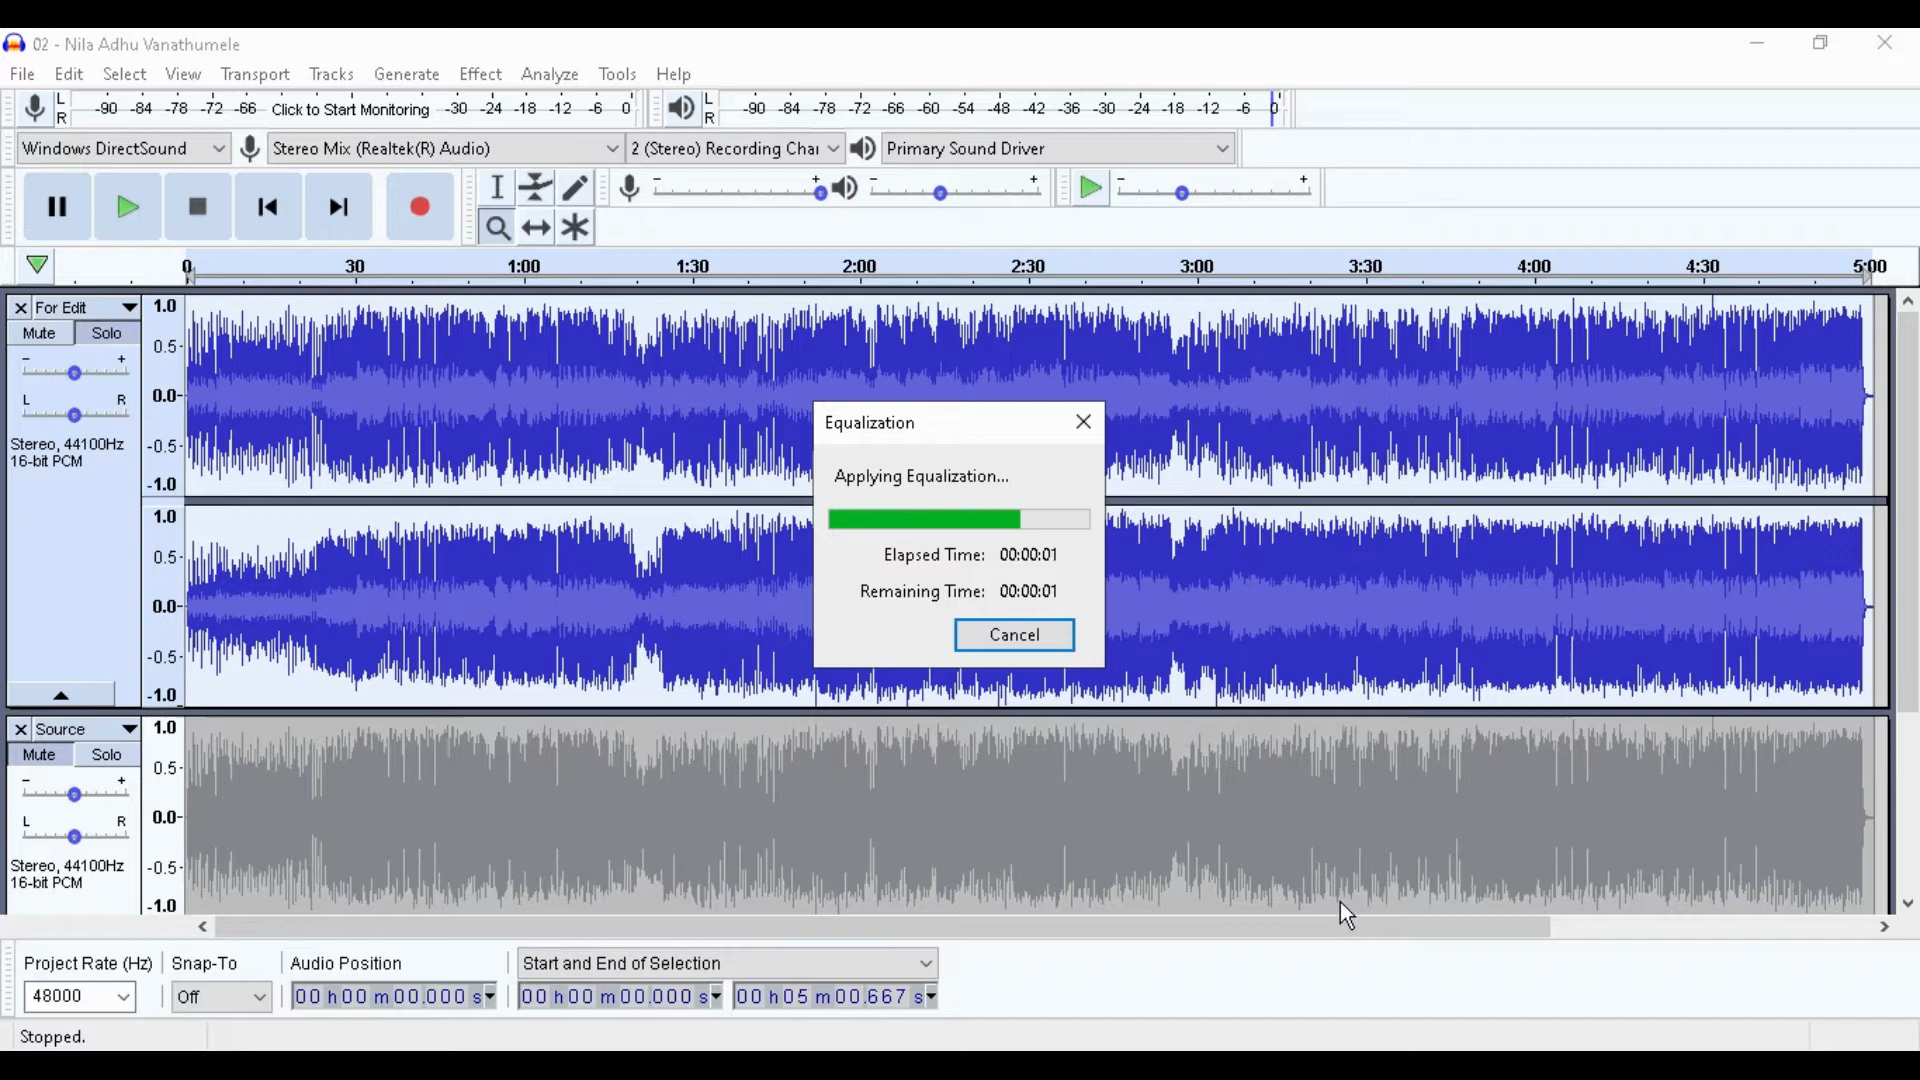 02 - Nila Adhu Vanathumele
File Edit Select View Transport Tracks Generate Effect Analyze Tools Help
L R -90 -84 -78 -72 -66 Click to Start Monitoring -30 -24 -18 -12 -6 0 L R -90 -84 -78 -72 -66 -60 -54 -48 -42 -36 -30 -24 -18 -12 -6 0
Windows DirectSound Stereo Mix (Realtek(R) Audio) 2 (Stereo) Recording Chai Primary Sound Driver
- + - + - +
0 30 1:00 1:30 2:00 2:30 3:00 3:30 4:00 4:30 5:00
For Edit
Mute Solo
- +
L R
Stereo, 44100Hz
16-bit PCM
1.0
0.5
0.0
-0.5
-1.0
1.0
0.5
0.0
-0.5
-1.0
Equalization
Applying Equalization...
Elapsed Time: 00:00:01
Remaining Time: 00:00:01
Cancel
Source
Mute Solo
- +
L R
Stereo, 44100Hz
16-bit PCM
1.0
0.5
0.0
-0.5
-1.0
Project Rate (Hz) Snap-To Audio Position Start and End of Selection
48000 Off 00 h 00 m 00.000 s 00 h 00 m 00.000 s 00 h 05 m 00.667 s
Stopped.